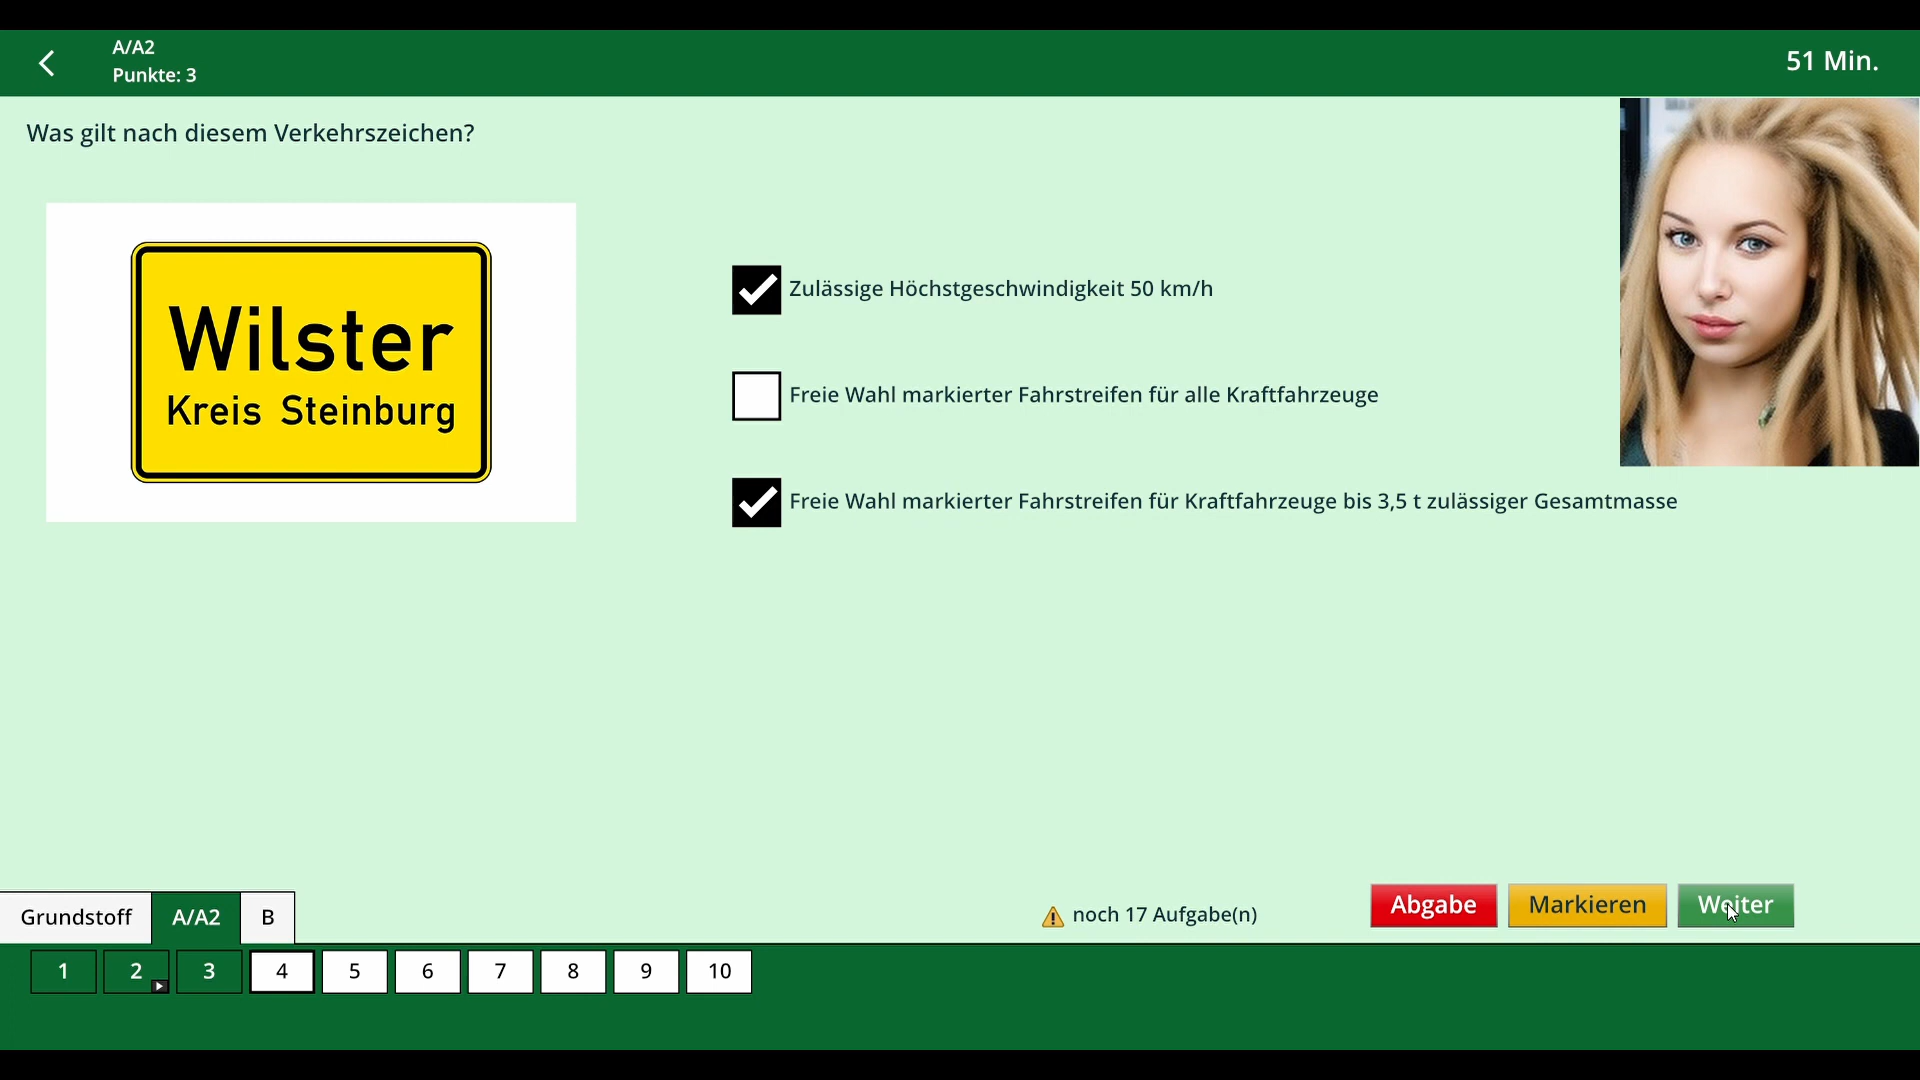 A/A2
Punkte: 3
51 Min.
Was gilt nach diesem Verkehrszeichen?
Wilster
Kreis Steinburg
Zulässige Höchstgeschwindigkeit 50 km/h
Freie Wahl markierter Fahrstreifen für alle Kraftfahrzeuge
Freie Wahl markierter Fahrstreifen für Kraftfahrzeuge bis 3,5 t zulässiger Gesamtmasse
Grundstoff A/A2 B
noch 17 Aufgabe(n)
Abgabe Markieren Weiter
1 2 3 4 5 6 7 8 9 10